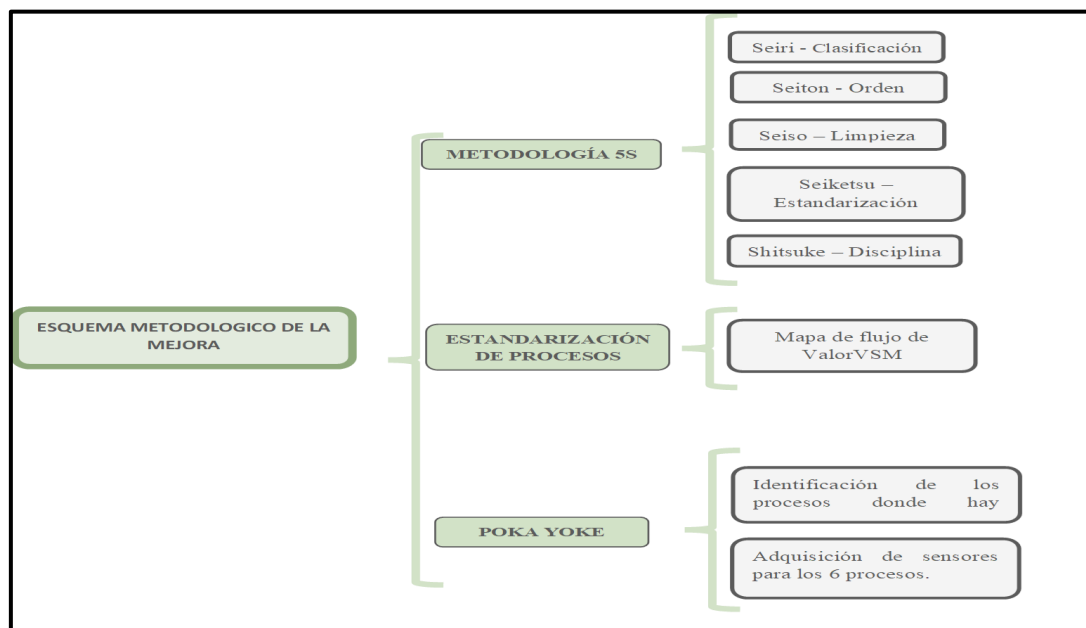 Seiri - Clasificación
Seiton - Orden
METODOLOGÍA 5S
Seiso – Limpieza
Seiketsu –
Estandarización
Shitsuke – Disciplina
ESQUEMA METODOLOGICO DE LA
MEJORA
ESTANDARIZACIÓN
DE PROCESOS
Mapa de flujo de
ValorVSM
POKA YOKE
Identificación de los
procesos donde hay
Adquisición de sensores
para los 6 procesos.